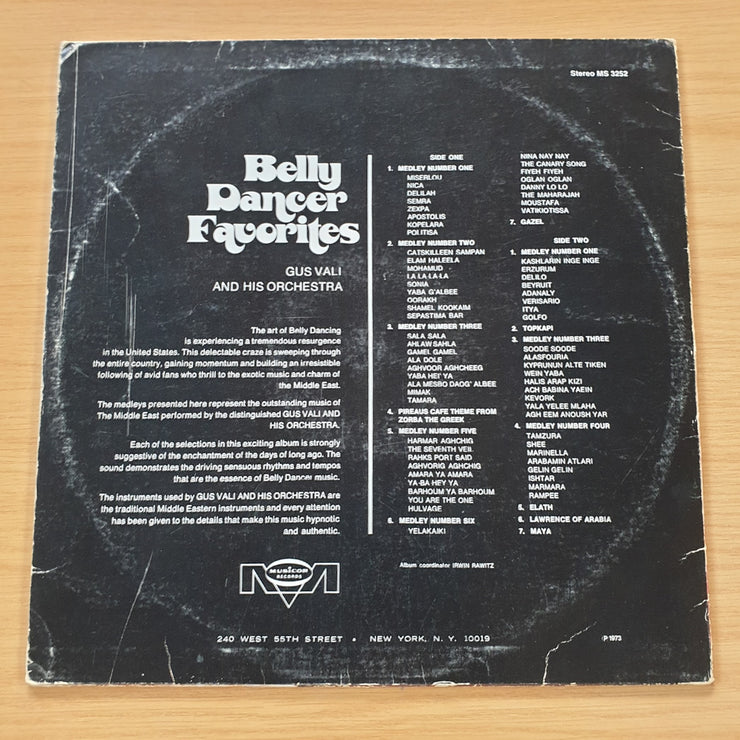 Stereo MS 3252
Belly
Dancer
Favorites
GUS VALI
AND HIS ORCHESTRA
The art of Belly Dancing
is experiencing a tremendous resurgence
in the United States. This delectable craze is sweeping through
the entire country, gaining momentum and building an irresistible
following of avid fans who thrill to the exotic music and charm of
the Middle East.
The medleys presented here represent the outstanding music of
The Middle East performed by the distinguished GUS VALI AND
HIS ORCHESTRA.
Each of the selections in this exciting album is strongly
suggestive of the enchantment of the days of long ago. The
sound demonstrates the driving sensuous rhythms and tempos
that are the essence of Belly Dancer music.
The instruments used by GUS VALI AND HIS ORCHESTRA are
the traditional Middle Eastern instruments and every attention
has been given to the details that make this music hypnotic
and authentic.
SIDE ONE
1. MEDLEY NUMBER ONE
MISERLOU
NICA
DELILAH
SEMRA
ZEXPA
APOSTOLIS
KOPELARA
POLITISA
2. MEDLEY NUMBER TWO
CATSKILLEEN SAMPAN
ELAM HALEELA
MOHAMUD
LA LA LA LA
SONIA
YABA G'ALBEE
OORAKH
SHAMEL KOOKAIM
SEPASTIMA BAR
3. MEDLEY NUMBER THREE
SALA SALA
AHLAW SAHLA
GAMEL GAMEL
ALA DOLE
AGHVOOR AGHCHEEG
YABA HEY YA
ALA MESBO DAOG' ALBEE
MIMAK
TAMARA
4. PIREAUS CAFE THEME FROM
ZORBA THE GREEK
5. MEDLEY NUMBER FIVE
HARMAR AGHCHIG
THE SEVENTH VEIL
RAHKS PORT SAID
AGHVORIG AGHCHIG
AMARA YA AMARA
YA-BA HEY YA
BARHOUM YA BARHOUM
YOU ARE THE ONE
HULVAGE
6. MEDLEY NUMBER SIX
YELAKAIKI
NINA NAY NAY
THE CANARY SONG
FIYEH FIYEH
OGLAN OGLAN
DANNY LO LO
THE MAHARAJAH
MOUSTAFA
VATIKIOTISSA
7. GAZEL
SIDE TWO
1. MEDLEY NUMBER ONE
KASHLARIN INGE INGE
ERZURUM
DELILO
BEYRUIT
ADANALY
VERISARIO
ITYA
GOLFO
2. TOPKAPI
3. MEDLEY NUMBER THREE
SOODE SOODE
ALASFOURIA
KYPRUNUN ALTE TIKEN
WEIN YABA
HALIS ARAP KIZI
ACH BABINA YAEIN
KEVORK
YALA YELEE MLAHA
AGH EEM ANOUSH YAR
4. MEDLEY NUMBER FOUR
TAMZURA
SHEE
MARINELLA
ARABAMIN ATLARI
GELIN GELIN
ISHTAR
MARMARA
RAMPEE
5. ELATH
6. LAWRENCE OF ARABIA
7. MAYA
Album coordinator IRWIN RAWITZ
MUSICOR
RECORDS
240 WEST 55TH STREET • NEW YORK, N. Y. 10019
P 1973